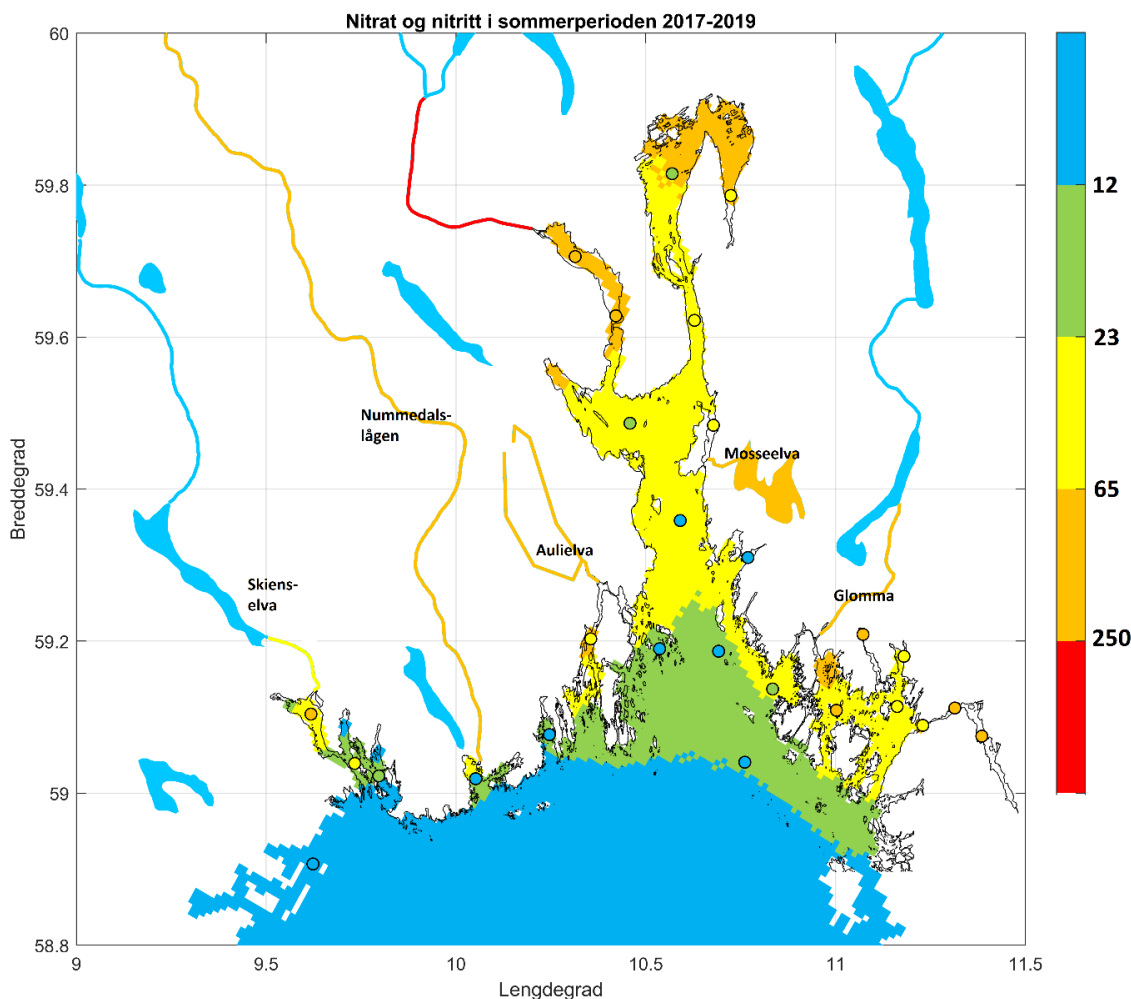 Nitrat og nitritt i sommerperioden 2017-2019
60
59.8
59.6
59.4
59.2
59
58.8
Breddegrad
Nummedals-
lågen
Mosseelva
Aulielva
Glomma
Skiens-
elva
9
9.5
10
10.5
11
11.5
Lengdegrad
12
23
65
250